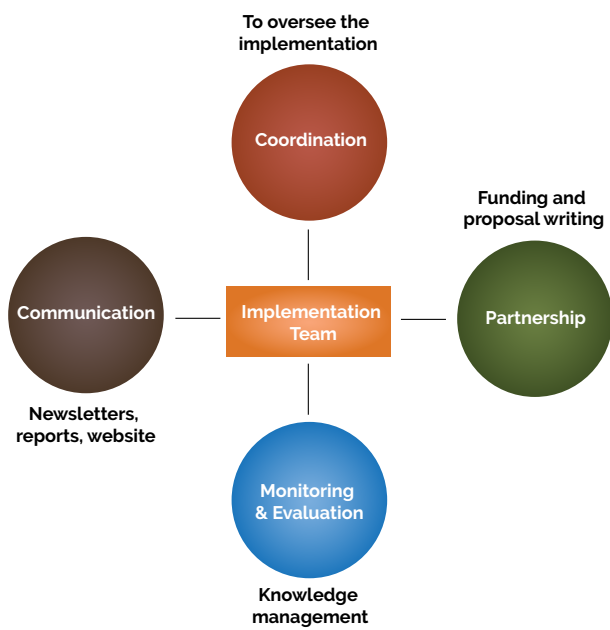 To oversee the
implementation
Coordination
Funding and
proposal writing
Partnership
Communication
Newsletters,
reports, website
Implementation
Team
Monitoring
& Evaluation
Knowledge
management